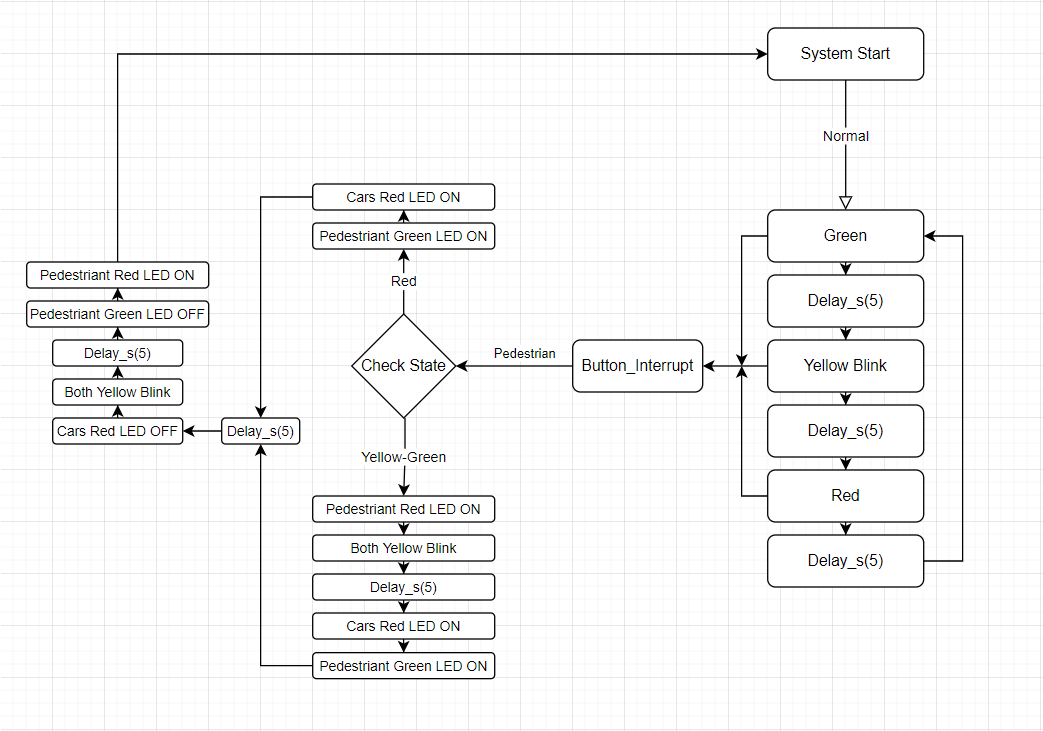 System Start
Normal
Green
Delay_s(5)
Yellow Blink
Delay_s(5)
Red
Delay_s(5)
Button_Interrupt
Pedestrian
Check State
Red
Pedestriant Green LED ON
Cars Red LED ON
Yellow-Green
Pedestriant Red LED ON
Both Yellow Blink
Delay_s(5)
Cars Red LED ON
Pedestriant Green LED ON
Delay_s(5)
Cars Red LED OFF
Both Yellow Blink
Delay_s(5)
Pedestriant Green LED OFF
Pedestriant Red LED ON